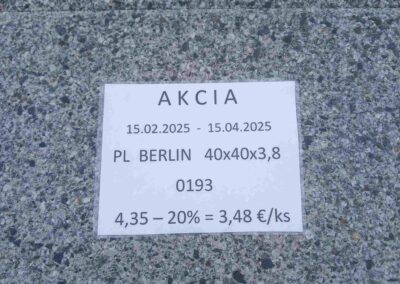 AKCIA
15.02.2025 - 15.04.2025
PL BERLIN 40x40x3,8
0193
4,35 – 20% = 3,48 €/ks